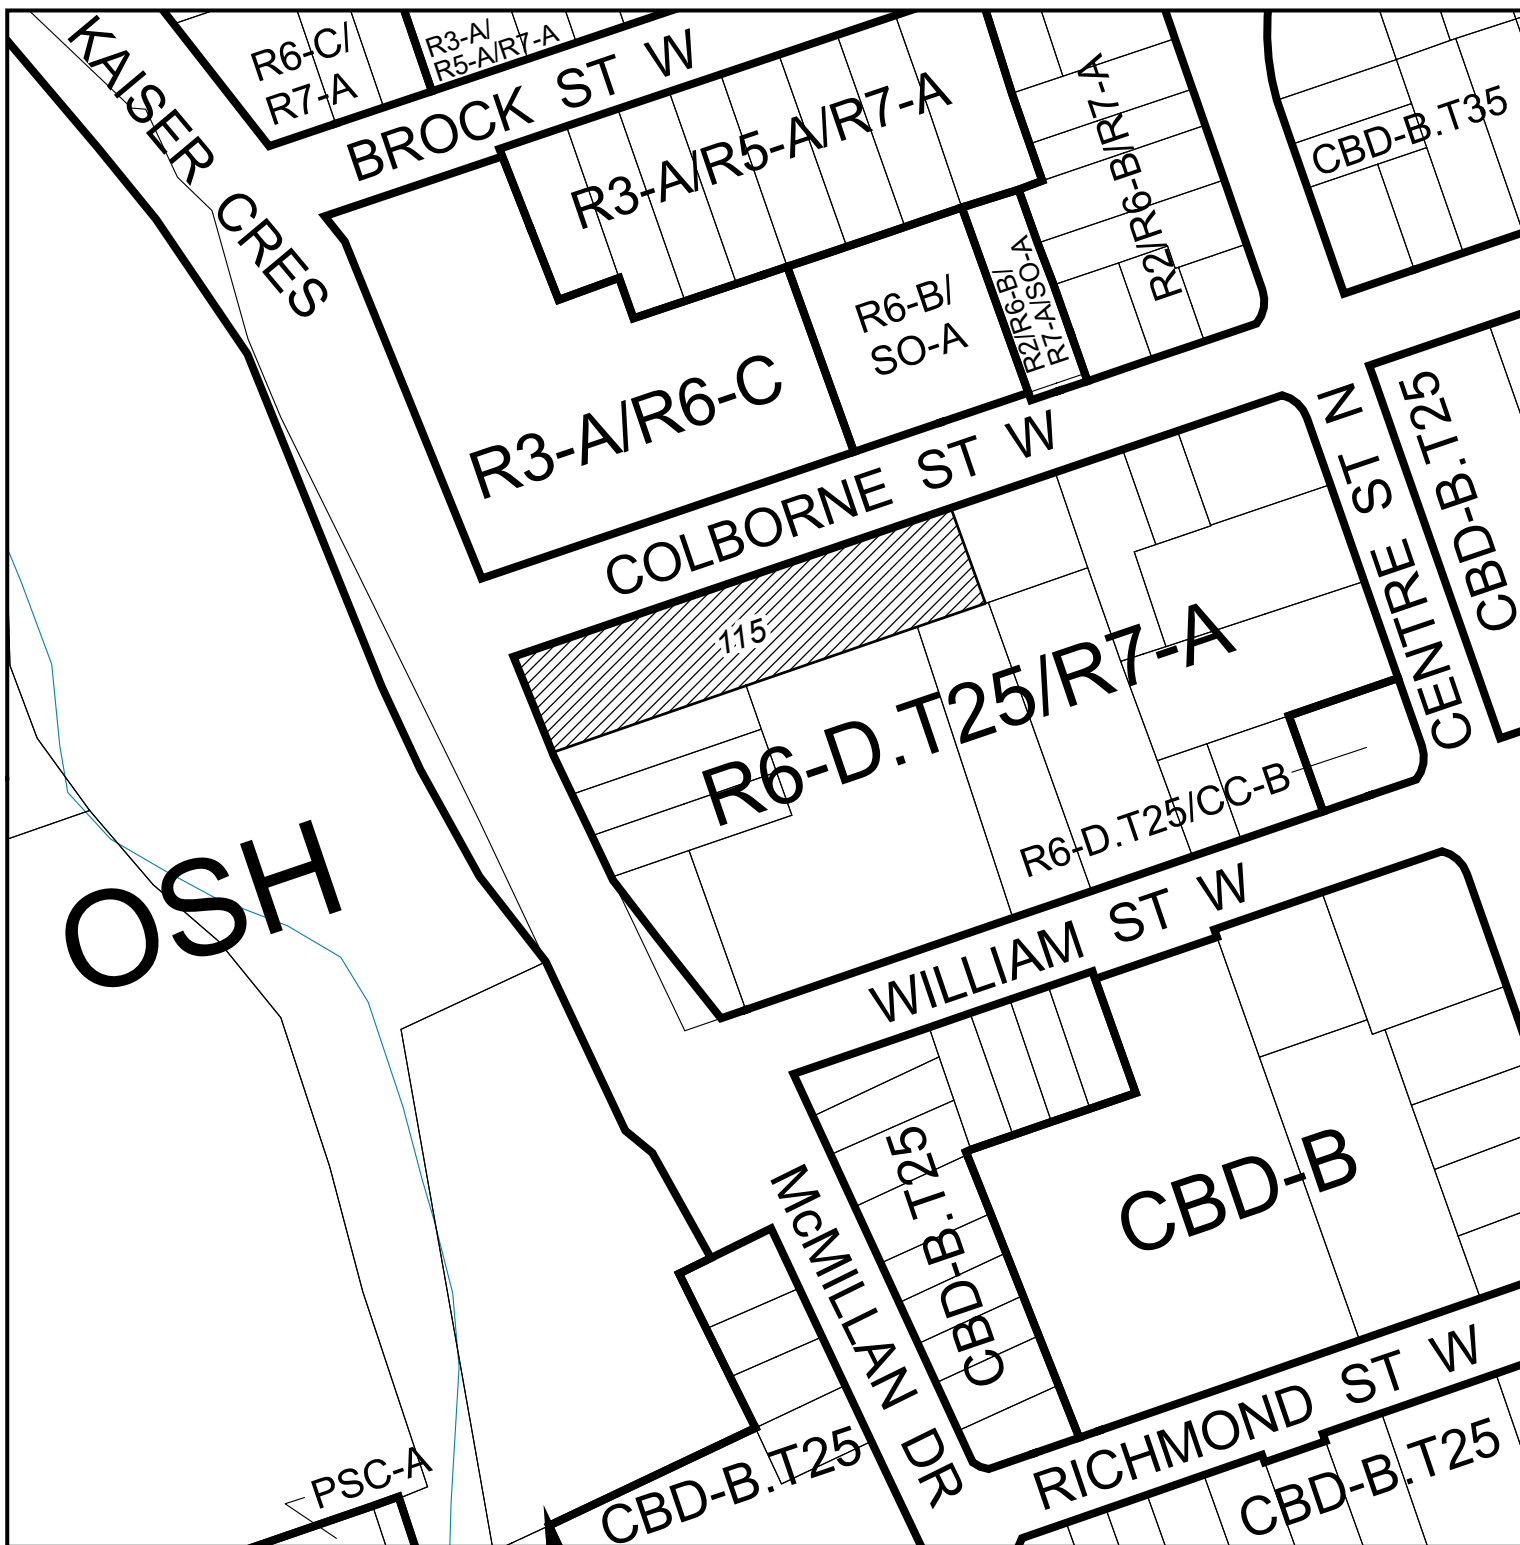 KAISER CRES
R6-C/
R7-A
R3-A/
R5-A/R7-A
BROCK ST W
R3-A/R5-A/R7-A
R2/R6-B/R7-A
CBD-B.T35
R6-B/
SO-A
R2/R6-B/
R7-A/SO-A
R3-A/R6-C
COLBORNE ST W
CENTRE ST N
CBD-B.T25
115
R6-D.T25/R7-A
R6-D.T25/CC-B
OSH
WILLIAM ST W
CBD-B.T25
CBD-B
McMILLAN DR
RICHMOND ST W
PSC-A
CBD-B.T25
CBD-B.T25